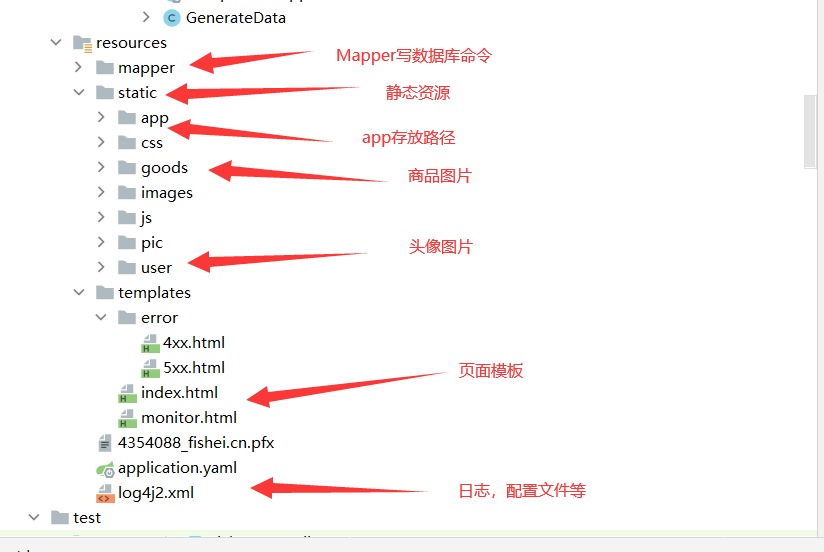 GenerateData
resources
mapper
Mapper写数据库命令
static
静态资源
app
app存放路径
css
goods
商品图片
images
js
pic
头像图片
user
templates
error
4xx.html
5xx.html
页面模板
index.html
monitor.html
4354088_fishei.cn.pfx
application.yaml
log4j2.xml
日志，配置文件等
test